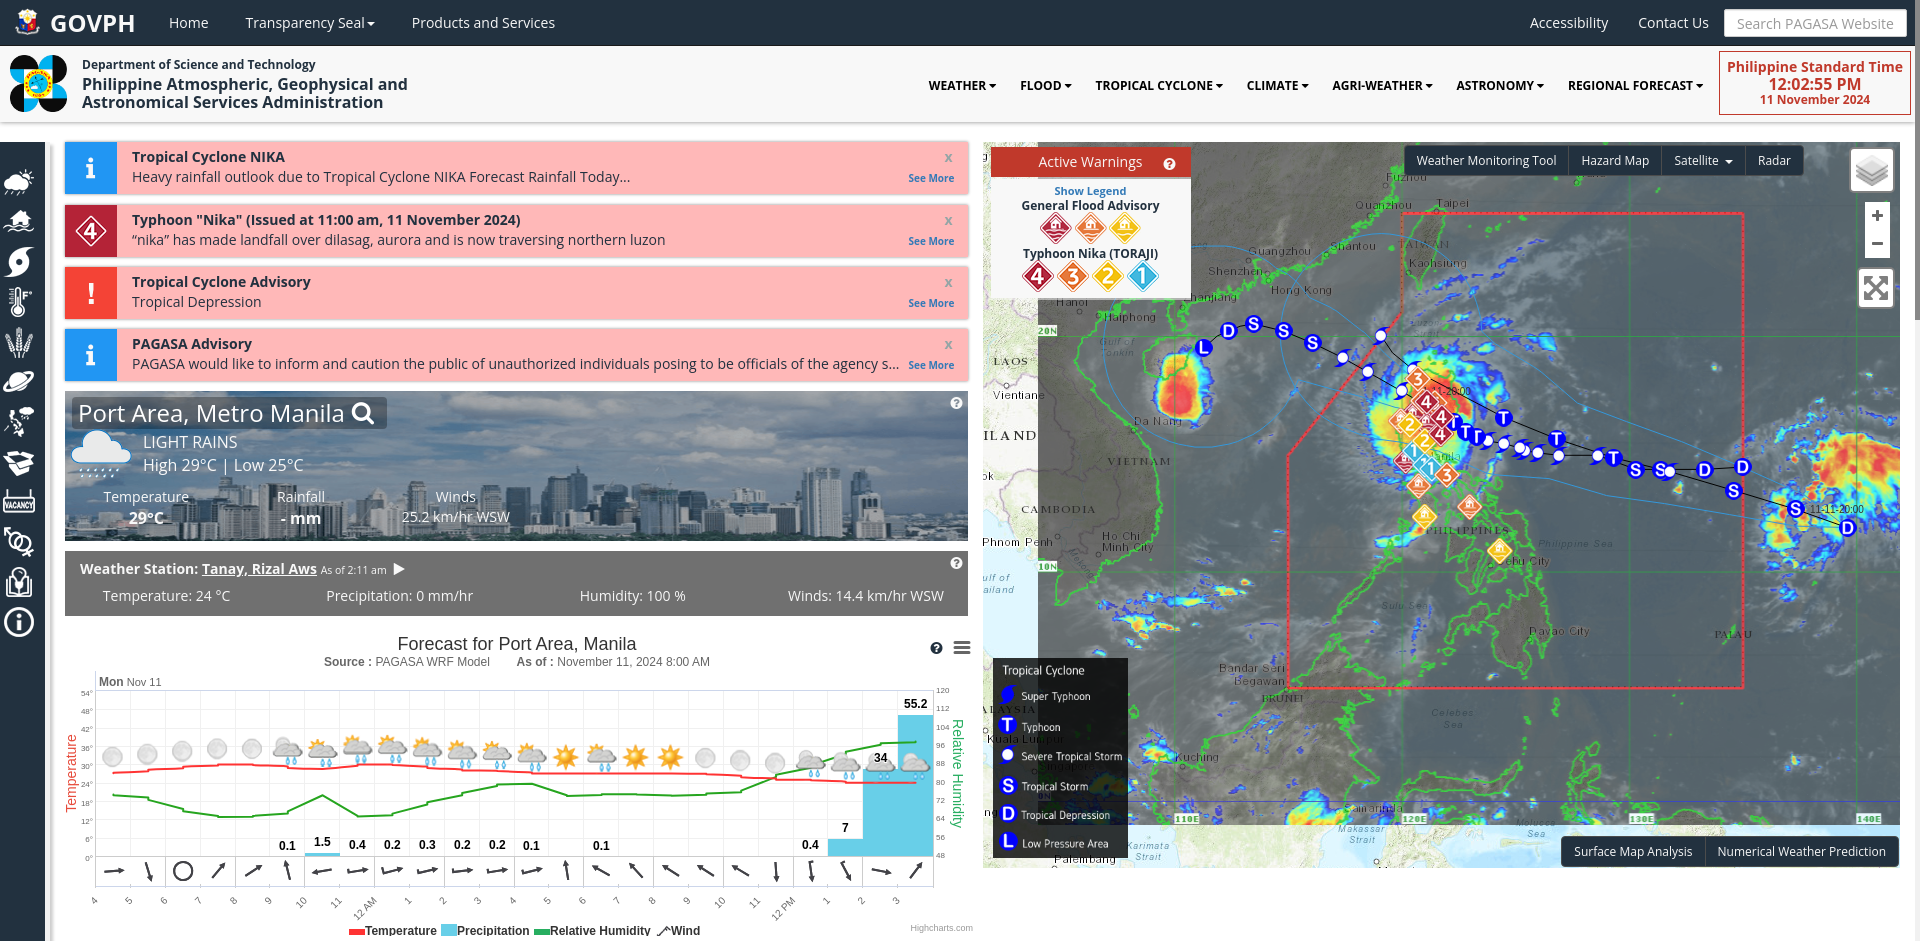 GOVPH
Home
Transparency Seal
Products and Services
Accessibility
Contact Us
Search PAGASA Website
Department of Science and Technology
Philippine Atmospheric, Geophysical and
Astronomical Services Administration
WEATHER
FLOOD
TROPICAL CYCLONE
CLIMATE
AGRI-WEATHER
ASTRONOMY
REGIONAL FORECAST
Philippine Standard Time
12:02:55 PM
11 November 2024
VACANCY
Tropical Cyclone NIKA
x
Heavy rainfall outlook due to Tropical Cyclone NIKA Forecast Rainfall Today...
See More
4
Typhoon "Nika" (Issued at 11:00 am, 11 November 2024)
x
“nika” has made landfall over dilasag, aurora and is now traversing northern luzon
See More
Tropical Cyclone Advisory
x
Tropical Depression
See More
PAGASA Advisory
x
PAGASA would like to inform and caution the public of unauthorized individuals posing to be officials of the agency s...
See More
Port Area, Metro Manila
LIGHT RAINS
High 29°C | Low 25°C
Temperature
Rainfall
Winds
29°C
- mm
25.2 km/hr WSW
Weather Station: Tanay, Rizal Aws As of 2:11 am
Temperature: 24 °C
Precipitation: 0 mm/hr
Humidity: 100 %
Winds: 14.4 km/hr WSW
Forecast for Port Area, Manila
Source : PAGASA WRF Model As of : November 11, 2024 8:00 AM
Mon Nov 11
54°
48°
42°
36°
30°
24°
18°
12°
6°
0°
Temperature
120
112
104
96
88
80
72
64
56
48
Relative Humidity
0.1
1.5
0.4
0.2
0.3
0.2
0.2
0.1
0.1
0.4
7
34
55.2
4
5
6
7
8
9
10
11
12 AM
1
2
3
4
5
6
7
8
9
10
11
12 PM
1
2
3
Temperature
Precipitation
Relative Humidity
Wind
Highcharts.com
Active Warnings
Show Legend
General Flood Advisory
Typhoon Nika (TORAJI)
4
3
2
1
Weather Monitoring Tool
Hazard Map
Satellite
Radar
+
−
Fuzhou
Quanzhou
Taipei
TAIWAN
Kaohsiung
Guangzhou
Shantou
Shenzhen
Hong Kong
Zhanjiang
Hanoi
Haiphong
Gulf of
Tonkin
20N
LAOS
Vientiane
Da Nang
VIETNAM
CAMBODIA
Phnom Penh
Ho Chi
Minh City
10N
11-11-20:00
PHILIPPINES
Philippine Sea
Cebu City
Sulu Sea
Davao City
PALAU
Bandar Seri
Begawan
BRUNEI
Celebes
Sea
Kuala Lumpur
Kuching
Samarinda
110E
120E
130E
140E
Makassar
Strait
Molucca
Sea
Karimata
Strait
Palembang
Tropical Cyclone
Super Typhoon
T Typhoon
Severe Tropical Storm
S Tropical Storm
D Tropical Depression
L Low Pressure Area
Surface Map Analysis
Numerical Weather Prediction